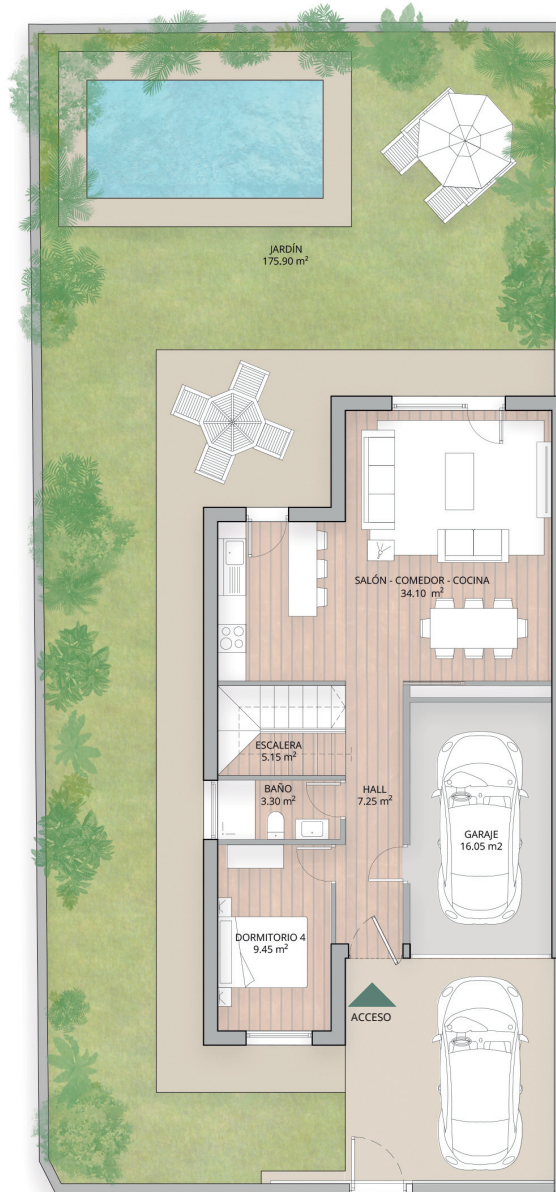 JARDÍN
175.90 m²
SALÓN - COMEDOR - COCINA
34.10 m²
ESCALERA
5.15 m²
BAÑO
3.30 m²
HALL
7.25 m²
GARAJE
16.05 m2
DORMITORIO 4
9.45 m²
ACCESO